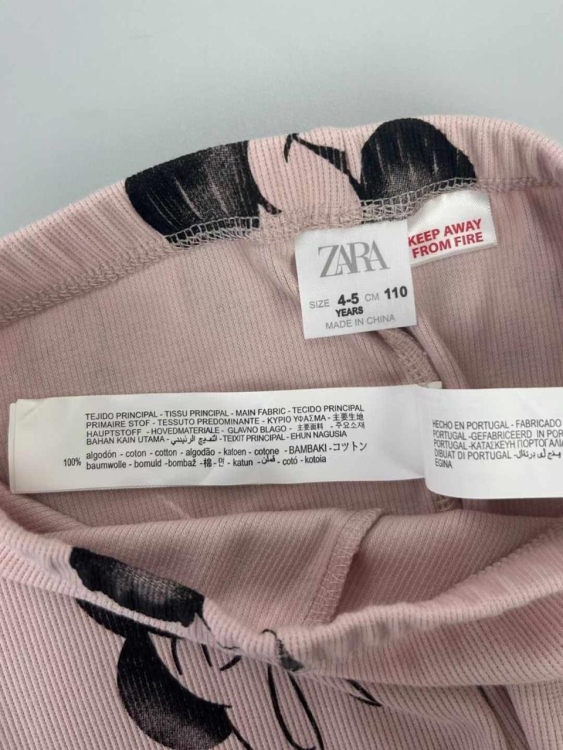 ZARA
SIZE 4-5 CM 110
YEARS
MADE IN CHINA
KEEP AWAY
FROM FIRE
TEJIDO PRINCIPAL - TISSU PRINCIPAL - MAIN FABRIC - TECIDO PRINCIPAL
PRIMAIRE STOF - TESSUTO PREDOMINANTE - ΚΥΡΙΟ ΥΦΑΣΜΑ - 主要生地
HAUPTSTOFF - HOVEDMATERIALE - GLAVNO BLAGO - 主要面料 - 주요소재
BAHAN KAIN UTAMA - النسيج الرئيسي - TEIXIT PRINCIPAL - EHUN NAGUSIA
100% algodón - coton - cotton - algodão - katoen - cotone - ΒΑΜΒΑΚΙ - コットン
baumwolle - bomuld - bombaž - 棉 - 면 - katun - قطن - cotó - kotoia
HECHO EN PORTUGAL - FABRICADO
PORTUGAL - GEFABRICEERD IN POR
PORTUGAL - ΚΑΤΑΣΚΕΥΗ ΠΟΡΤΟΓΑΛΙ
DIBUAT DI PORTUGAL -
EGINA